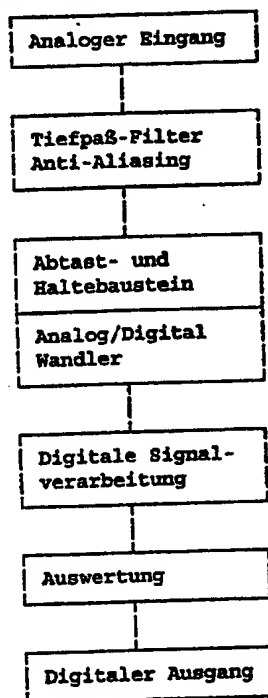 Analoger Eingang
Tiefpaß-Filter
Anti-Aliasing
Abtast- und
Haltebaustein
Analog/Digital
Wandler
Digitale Signal-
verarbeitung
Auswertung
Digitaler Ausgang